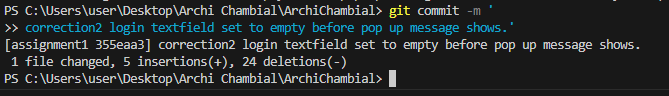 PS C:\Users\user\Desktop\Archi Chambial\ArchiChambial> git commit -m '
>> correction2 login textfield set to empty before pop up message shows.'
[assignment1 355eaa3] correction2 login textfield set to empty before pop up message shows.
 1 file changed, 5 insertions(+), 24 deletions(-)
PS C:\Users\user\Desktop\Archi Chambial\ArchiChambial>